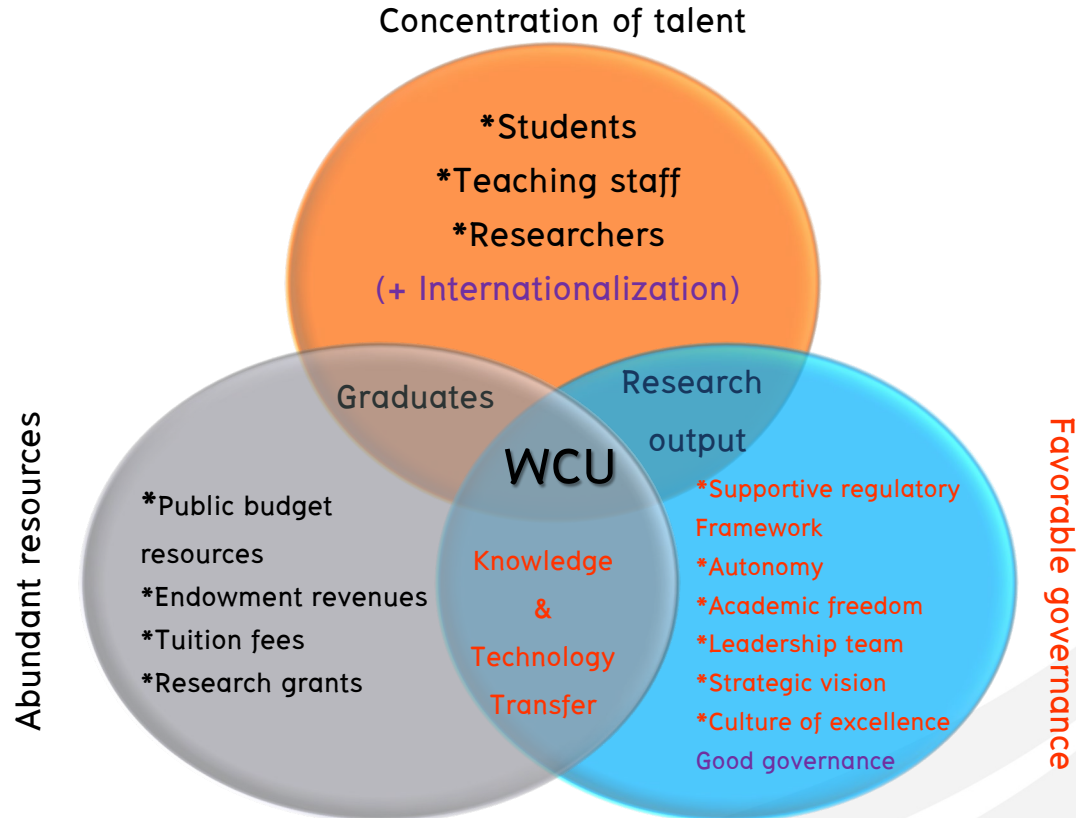 Concentration of talent
*Students
*Teaching staff
*Researchers
(+ Internationalization)
Graduates
Research
output
WCU
Abundant resources
*Public budget
resources
*Endowment revenues
*Tuition fees
*Research grants
Knowledge
&
Technology
Transfer
*Supportive regulatory
Framework
*Autonomy
*Academic freedom
*Leadership team
*Strategic vision
*Culture of excellence
Good governance
Favorable governance